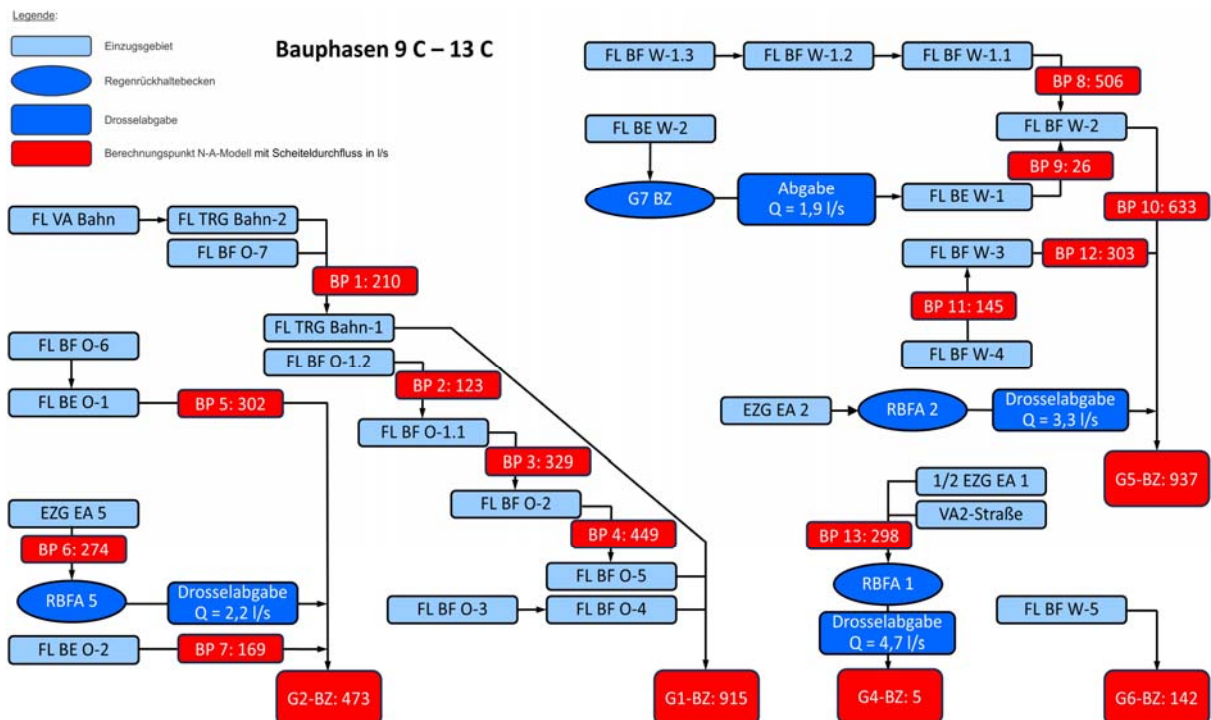 Legende:
Einzugsgebiet
Regenrückhaltebecken
Drosselabgabe
Berechnungspunkt N-A-Modell mit Scheiteldurchfluss in l/s
Bauphasen 9 C – 13 C
FL BF W-1.3
FL BF W-1.2
FL BF W-1.1
BP 8: 506
FL BE W-2
FL BF W-2
BP 9: 26
G7 BZ
Abgabe
Q = 1,9 l/s
FL BE W-1
BP 10: 633
FL BF W-3
BP 12: 303
BP 11: 145
FL BF W-4
EZG EA 2
RBFA 2
Drosselabgabe
Q = 3,3 l/s
G5-BZ: 937
FL VA Bahn
FL TRG Bahn-2
FL BF O-7
BP 1: 210
FL TRG Bahn-1
FL BF O-6
FL BE O-1
BP 5: 302
FL BF O-1.2
BP 2: 123
FL BF O-1.1
BP 3: 329
FL BF O-2
BP 4: 449
FL BF O-5
FL BF O-3
FL BF O-4
EZG EA 5
BP 6: 274
RBFA 5
Drosselabgabe
Q = 2,2 l/s
FL BE O-2
BP 7: 169
G2-BZ: 473
G1-BZ: 915
1/2 EZG EA 1
VA2-Straße
BP 13: 298
RBFA 1
Drosselabgabe
Q = 4,7 l/s
G4-BZ: 5
FL BF W-5
G6-BZ: 142